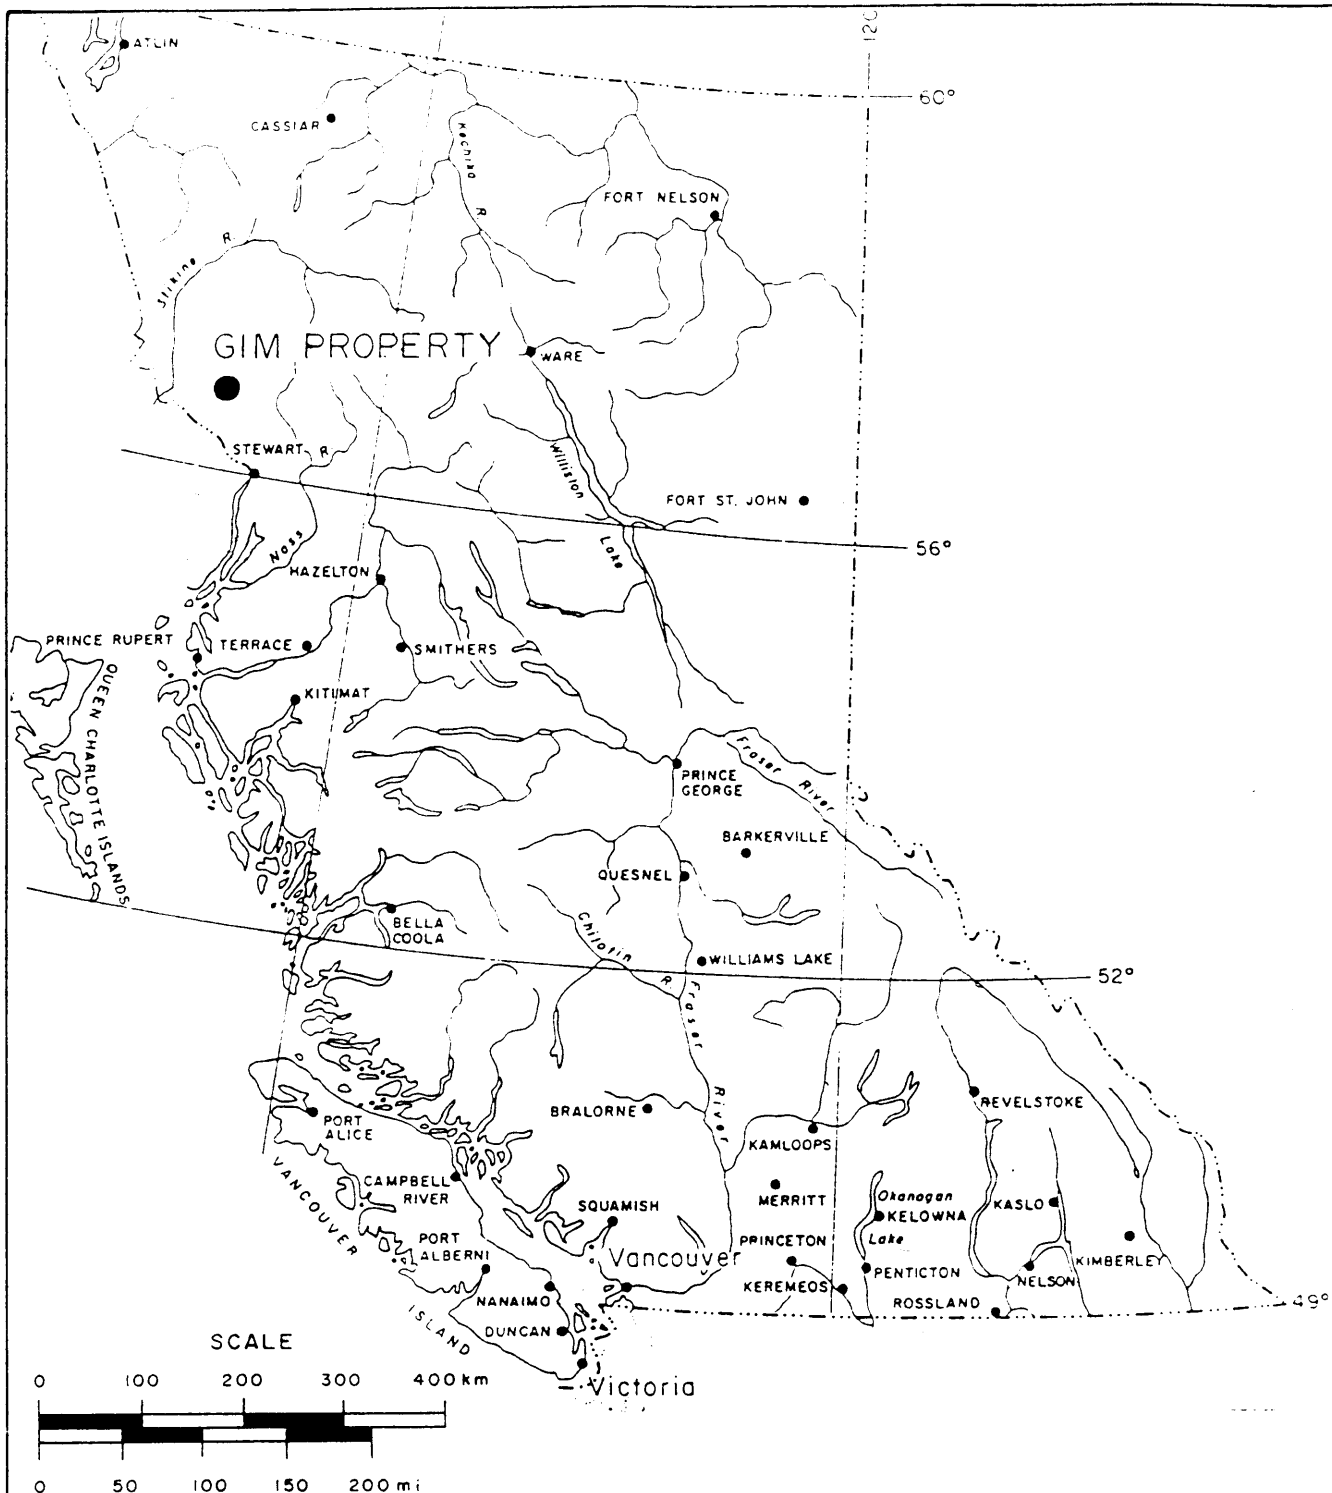 120
ATLIN
60°
CASSIAR
Kechika
R.
FORT NELSON
Stikine R.
GIM PROPERTY
WARE
STEWART
R.
Williston
FORT ST. JOHN
Nass
Lake
56°
HAZELTON
PRINCE RUPERT
TERRACE
SMITHERS
KITIMAT
QUEEN CHARLOTTE ISLANDS
Fraser River
PRINCE
GEORGE
BARKERVILLE
QUESNEL
BELLA
COOLA
Chilotin
R.
WILLIAMS LAKE
52°
Fraser
River
PORT
ALICE
BRALORNE
KAMLOOPS
REVELSTOKE
VANCOUVER
CAMPBELL
RIVER
MERRITT
Okanagan
KELOWNA
Lake
KASLO
SQUAMISH
PORT
ALBERNI
Vancouver
PRINCETON
KIMBERLEY
PENTICTON
NELSON
KEREMEOS
ROSSLAND
49°
NANAIMO
ISLAND
DUNCAN
Victoria
SCALE
0 100 200 300 400 km
0 50 100 150 200 mi